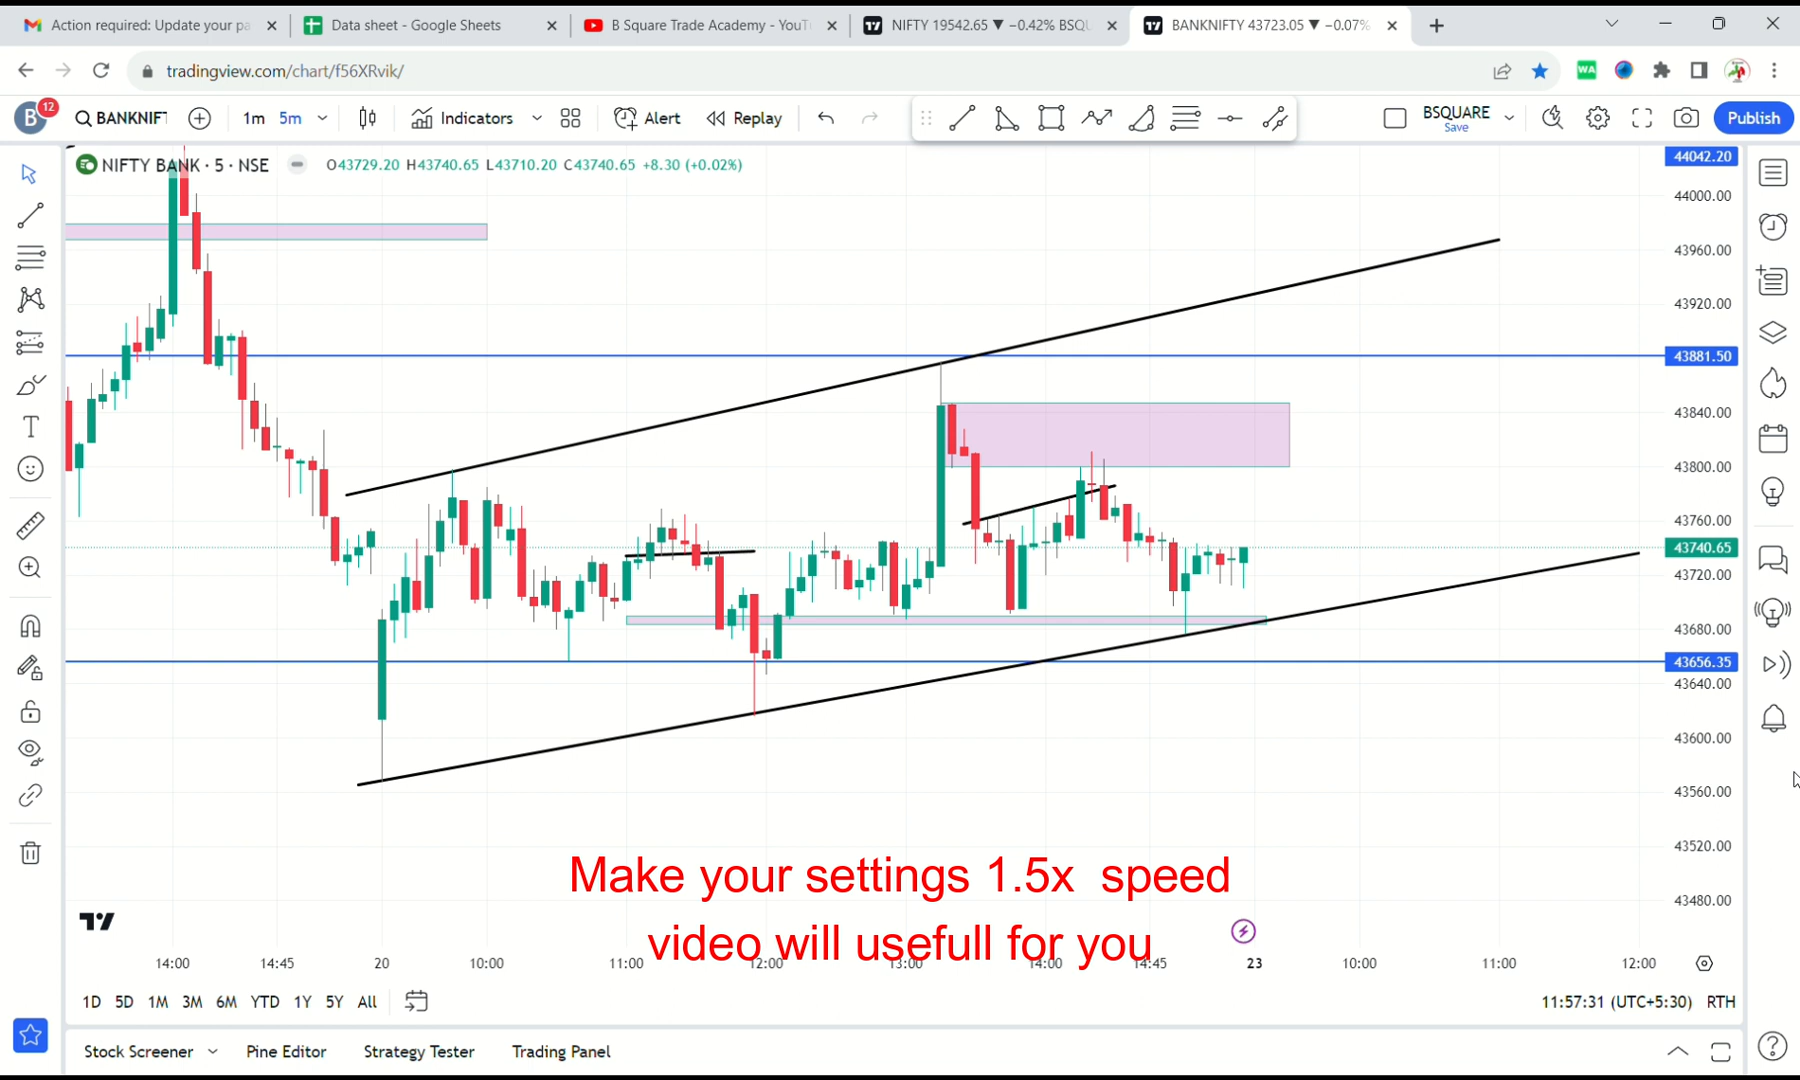 Action required: Update your pa
Data sheet - Google Sheets
B Square Trade Academy - YouT
NIFTY 19542.65 ▼ −0.42% BSQU
BANKNIFTY 43723.05 ▼ −0.07%
tradingview.com/chart/f56XRvik/
WA
B
12
BANKNIFT
1m
5m
Indicators
Alert
Replay
BSQUARE
Save
Publish
NIFTY BANK · 5 · NSE
O43729.20 H43740.65 L43710.20 C43740.65 +8.30 (+0.02%)
44042.20
44000.00
43960.00
43920.00
43881.50
43840.00
43800.00
43760.00
43740.65
43720.00
43680.00
43656.35
43640.00
43600.00
43560.00
43520.00
43480.00
Make your settings 1.5x speed
video will usefull for you
14:00
14:45
20
10:00
11:00
12:00
13:00
14:00
14:45
23
10:00
11:00
12:00
1D 5D 1M 3M 6M YTD 1Y 5Y All
11:57:31 (UTC+5:30) RTH
Stock Screener
Pine Editor
Strategy Tester
Trading Panel